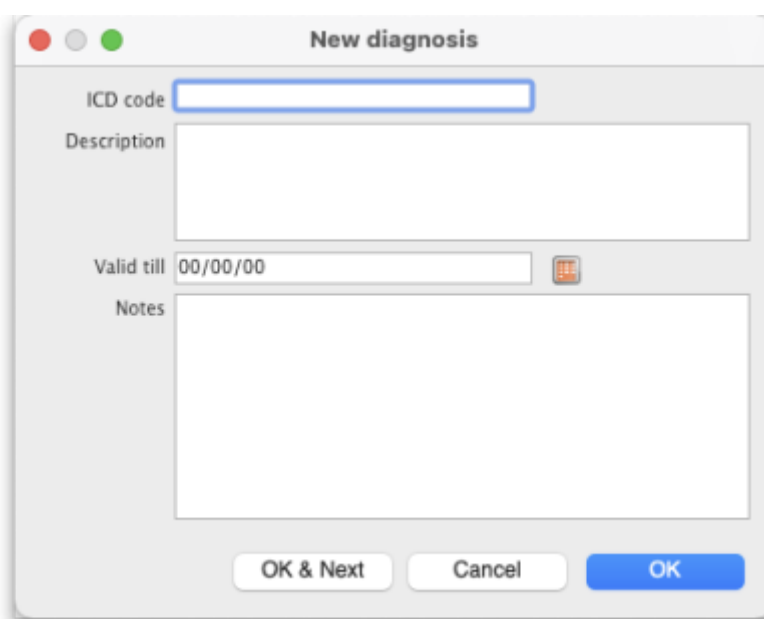 New diagnosis
ICD code
Description
Valid till 00/00/00
Notes
OK & Next Cancel OK